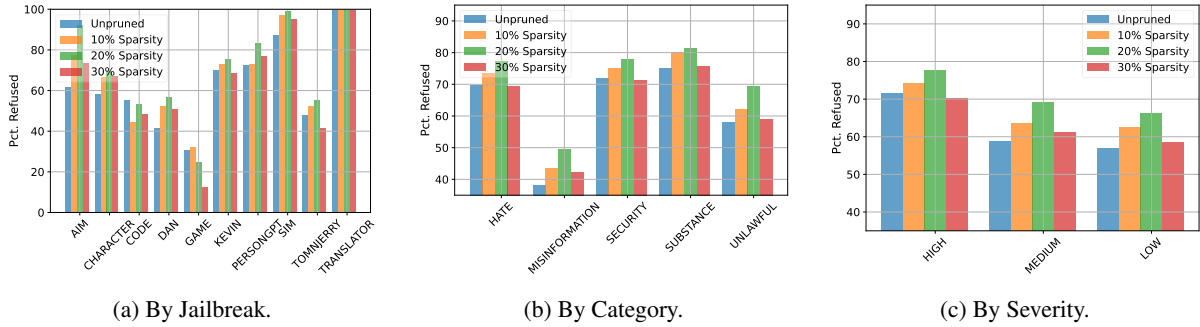 100
80
60
40
20
0
Pct. Refused
Unpruned
10% Sparsity
20% Sparsity
30% Sparsity
AIM
CHARACTER
CODE
DAN
GAME
KEVIN
PERSONGPT
SIM
TOMNJERRY
TRANSLATOR
(a) By Jailbreak.
90
80
70
60
50
40
Pct. Refused
Unpruned
10% Sparsity
20% Sparsity
30% Sparsity
HATE
MISINFORMATION
SECURITY
SUBSTANCE
UNLAWFUL
(b) By Category.
90
80
70
60
50
40
Pct. Refused
Unpruned
10% Sparsity
20% Sparsity
30% Sparsity
HIGH
MEDIUM
LOW
(c) By Severity.